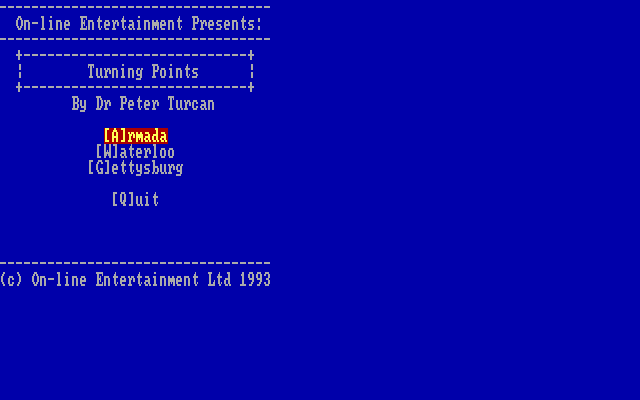 On-line Entertainment Presents:
Turning Points
By Dr Peter Turcan
[A]rmada
[W]aterloo
[G]ettysburg
[Q]uit
(c) On-line Entertainment Ltd 1993